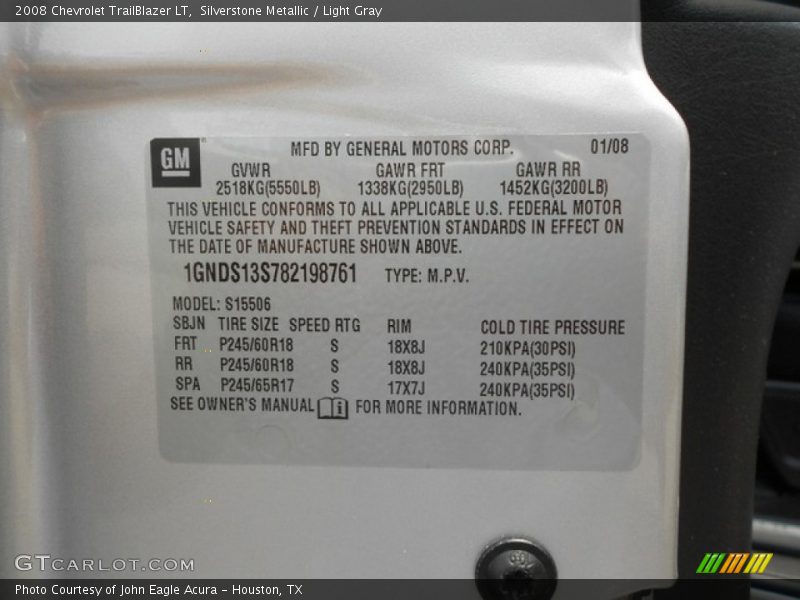 2008 Chevrolet TrailBlazer LT, Silverstone Metallic / Light Gray
GM
MFD BY GENERAL MOTORS CORP. 01/08
GVWR GAWR FRT GAWR RR
2518KG(5550LB) 1338KG(2950LB) 1452KG(3200LB)
THIS VEHICLE CONFORMS TO ALL APPLICABLE U.S. FEDERAL MOTOR
VEHICLE SAFETY AND THEFT PREVENTION STANDARDS IN EFFECT ON
THE DATE OF MANUFACTURE SHOWN ABOVE.
1GNDS13S782198761 TYPE: M.P.V.
MODEL: S15506
SBJN TIRE SIZE SPEED RTG RIM COLD TIRE PRESSURE
FRT P245/60R18 S 18X8J 210KPA(30PSI)
RR P245/60R18 S 18X8J 240KPA(35PSI)
SPA P245/65R17 S 17X7J 240KPA(35PSI)
SEE OWNER'S MANUAL i FOR MORE INFORMATION.
GTCARLOT.COM
Photo Courtesy of John Eagle Acura - Houston, TX